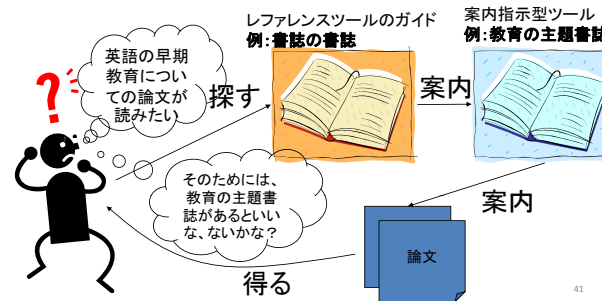 レファレンスツールのガイド
例：書誌の書誌
案内指示型ツール
例：教育の主題書誌
英語の早期
教育につい
ての論文が
読みたい
?
探す
案内
そのためには、
教育の主題書
誌があるといい
な、ないかな？
案内
論文
得る
41